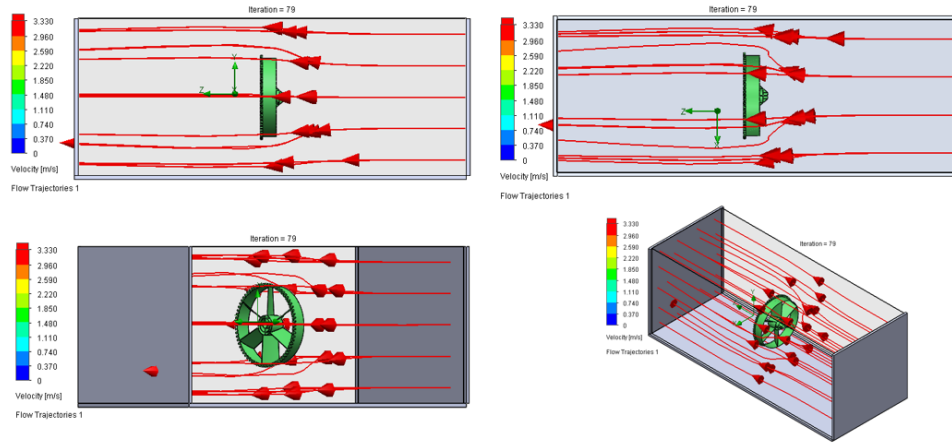 Iteration = 79
3.330
2.960
2.590
2.220
1.850
1.480
1.110
0.740
0.370
0
Velocity [m/s]
Flow Trajectories 1
Y
Z
X
Iteration = 79
3.330
2.960
2.590
2.220
1.850
1.480
1.110
0.740
0.370
0
Velocity [m/s]
Flow Trajectories 1
Z
X
Iteration = 79
3.330
2.960
2.590
2.220
1.850
1.480
1.110
0.740
0.370
0
Velocity [m/s]
Flow Trajectories 1
Iteration = 79
3.330
2.960
2.590
2.220
1.850
1.480
1.110
0.740
0.370
0
Velocity [m/s]
Flow Trajectories 1
Y